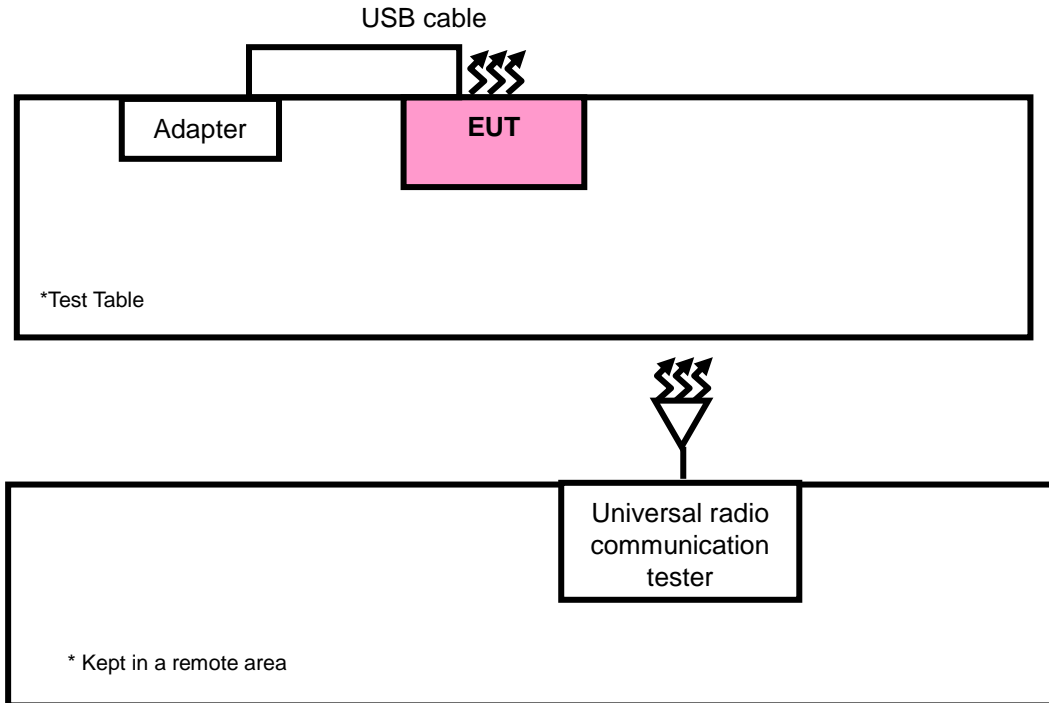 USB cable
Adapter
EUT
*Test Table
Universal radio
communication
tester
* Kept in a remote area